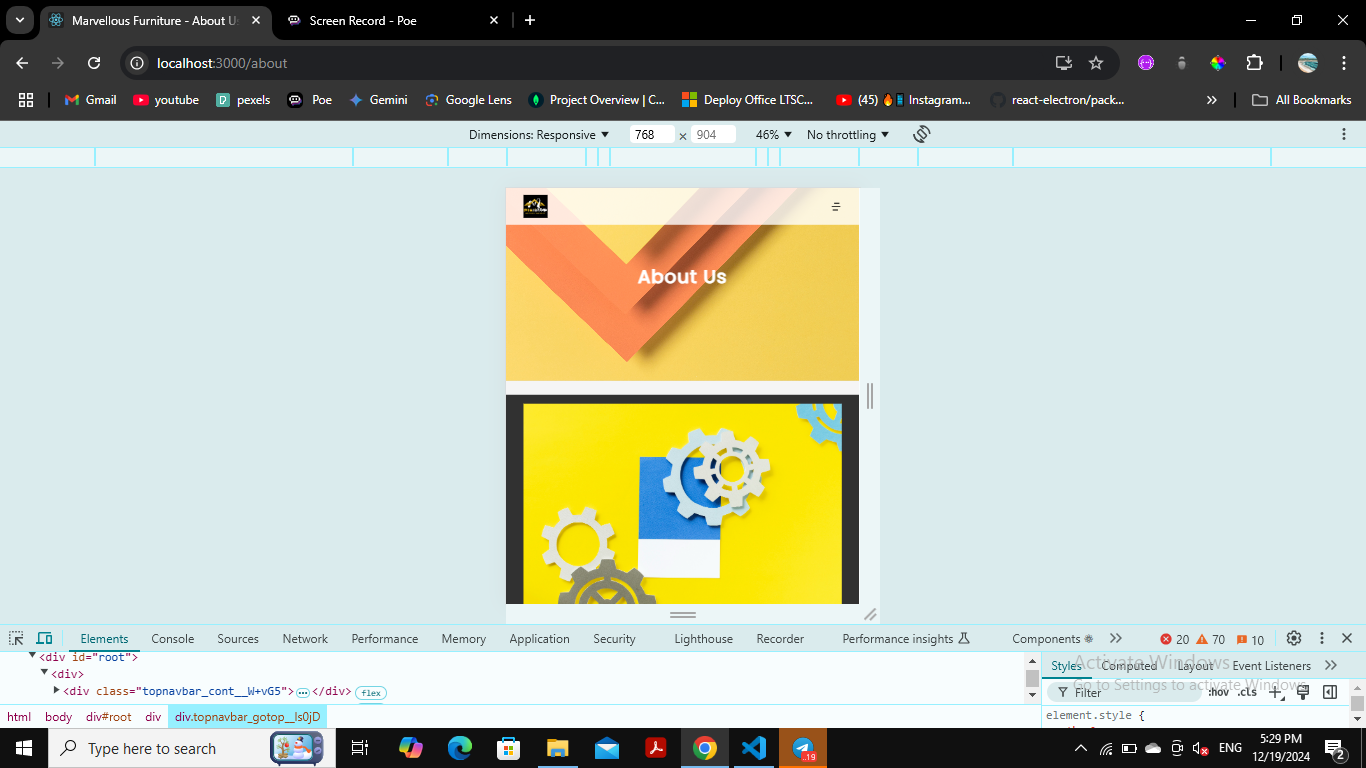 Marvellous Furniture - About Us
Screen Record - Poe
localhost:3000/about
Gmail
youtube
pexels
Poe
Gemini
Google Lens
Project Overview | C...
Deploy Office LTSC...
(45) 🔥📱 Instagram...
react-electron/pack...
»
All Bookmarks
Dimensions: Responsive
768 × 904
46%
No throttling
About Us
Elements
Console
Sources
Network
Performance
Memory
Application
Security
Lighthouse
Recorder
Performance insights
Components
20
70
10
<div id="root">
<div>
<div class="topnavbar_cont__W+vG5">…</div> flex
html body div#root div div.topnavbar_gotop__ls0jD
Styles
Computed
Layout
Event Listeners
Filter
:hov .cls
element.style {
Activate Windows
Go to Settings to activate Windows.
Type here to search
.19
ENG
5:29 PM
12/19/2024
2